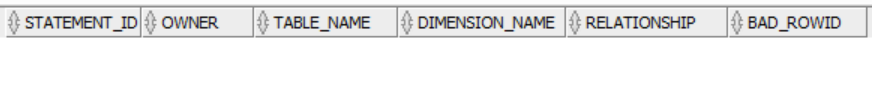 STATEMENT_ID OWNER TABLE_NAME DIMENSION_NAME RELATIONSHIP BAD_ROWID